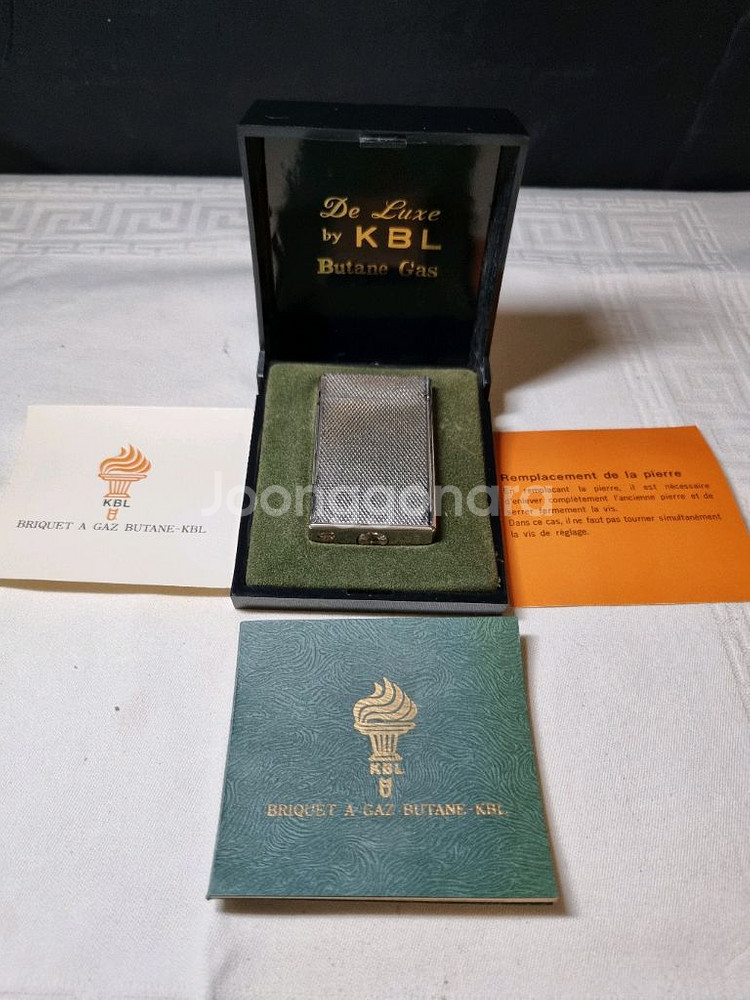 De Luxe
by KBL
Butane Gas
KBL
BRIQUET A GAZ BUTANE-KBL
Remplacement de la pierre
remplaçant la pierre, il est nécessaire
d'enlever complètement l'ancienne pierre et de
serrer fermement la vis.
Dans ce cas, il ne faut pas tourner simultanément
la vis de réglage.
Joonggonara
KBL
BRIQUET A GAZ BUTANE-KBL